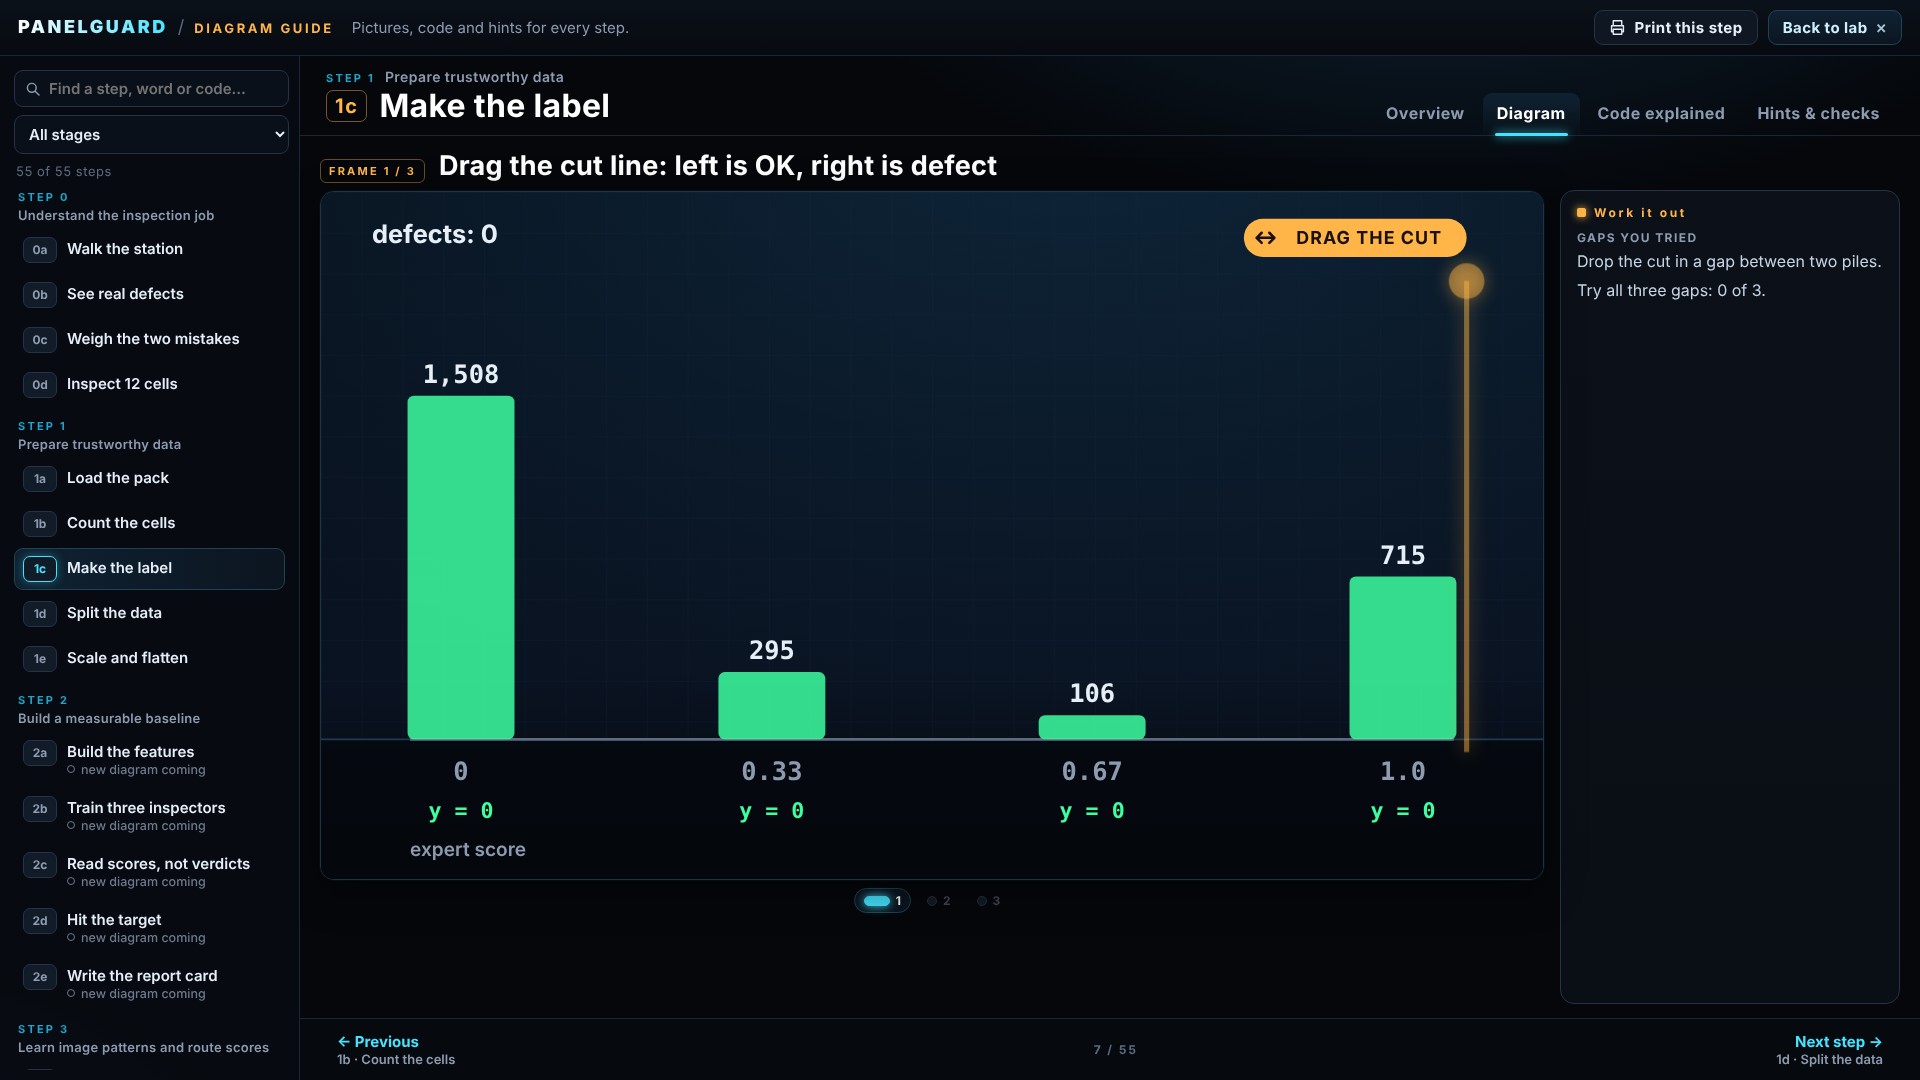 PANELGUARD / DIAGRAM GUIDE Pictures, code and hints for every step.
Print this step
Back to lab ×
Find a step, word or code...
All stages
55 of 55 steps
STEP 0
Understand the inspection job
0a Walk the station
0b See real defects
0c Weigh the two mistakes
0d Inspect 12 cells
STEP 1
Prepare trustworthy data
1a Load the pack
1b Count the cells
1c Make the label
1d Split the data
1e Scale and flatten
STEP 2
Build a measurable baseline
2a Build the features
new diagram coming
2b Train three inspectors
new diagram coming
2c Read scores, not verdicts
new diagram coming
2d Hit the target
new diagram coming
2e Write the report card
new diagram coming
STEP 3
Learn image patterns and route scores
STEP 1 Prepare trustworthy data
1c Make the label
Overview
Diagram
Code explained
Hints & checks
FRAME 1 / 3 Drag the cut line: left is OK, right is defect
defects: 0
↔ DRAG THE CUT
1,508
295
106
715
0 0.33 0.67 1.0
y = 0 y = 0 y = 0 y = 0
expert score
1 2 3
Work it out
GAPS YOU TRIED
Drop the cut in a gap between two piles.
Try all three gaps: 0 of 3.
← Previous
1b · Count the cells
7 / 55
Next step →
1d · Split the data